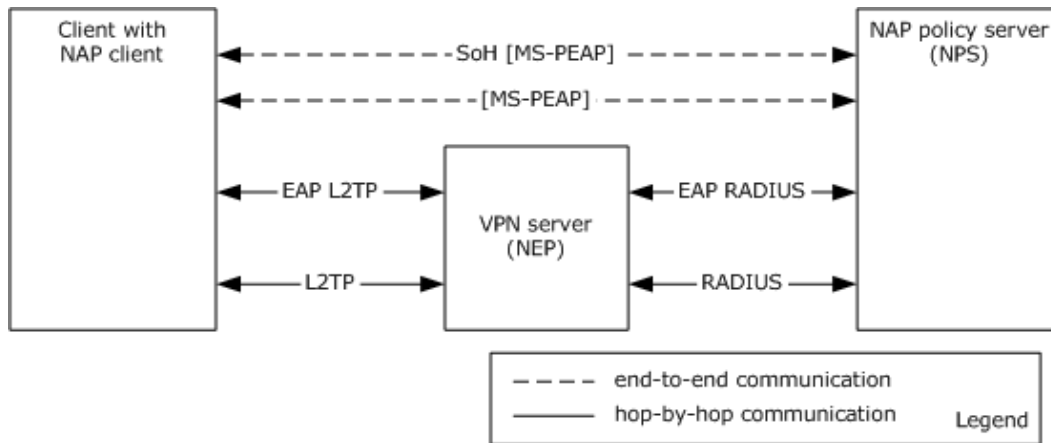 Client with
NAP client
SoH [MS-PEAP]
[MS-PEAP]
NAP policy server
(NPS)
EAP L2TP
EAP RADIUS
VPN server
(NEP)
L2TP
RADIUS
end-to-end communication
hop-by-hop communication
Legend